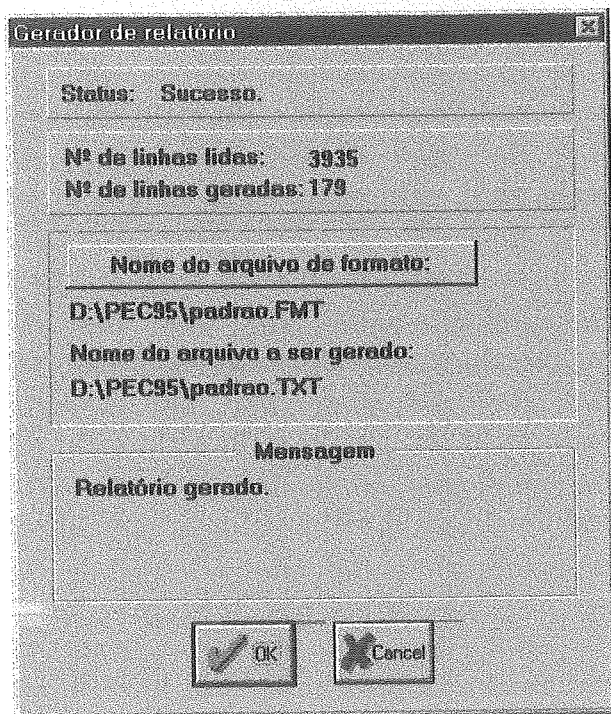 Gerador de relatório
Status: Sucesso.
Nº de linhas lidas: 3935
Nº de linhas geradas: 179
Nome do arquivo de formato:
D:\PEC95\padrao.FMT
Nome do arquivo a ser gerado:
D:\PEC95\padrao.TXT
Mensagem
Relatório gerado.
OK
Cancel